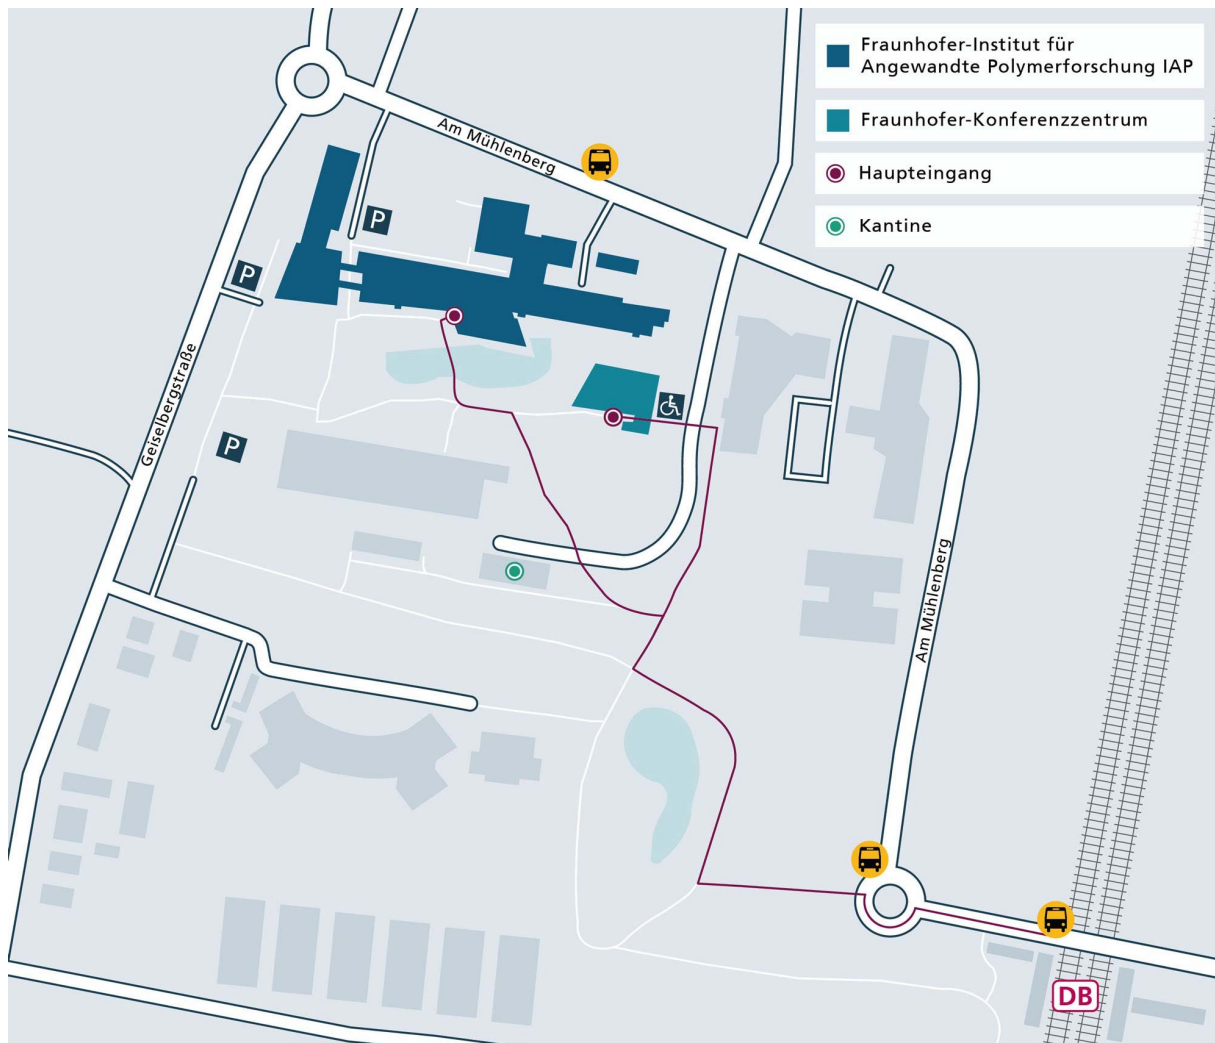 Fraunhofer-Institut für
Angewandte Polymerforschung IAP
Fraunhofer-Konferenzzentrum
Haupteingang
Kantine
Am Mühlenberg
P
P
Geiselbergstraße
P
Am Mühlenberg
DB